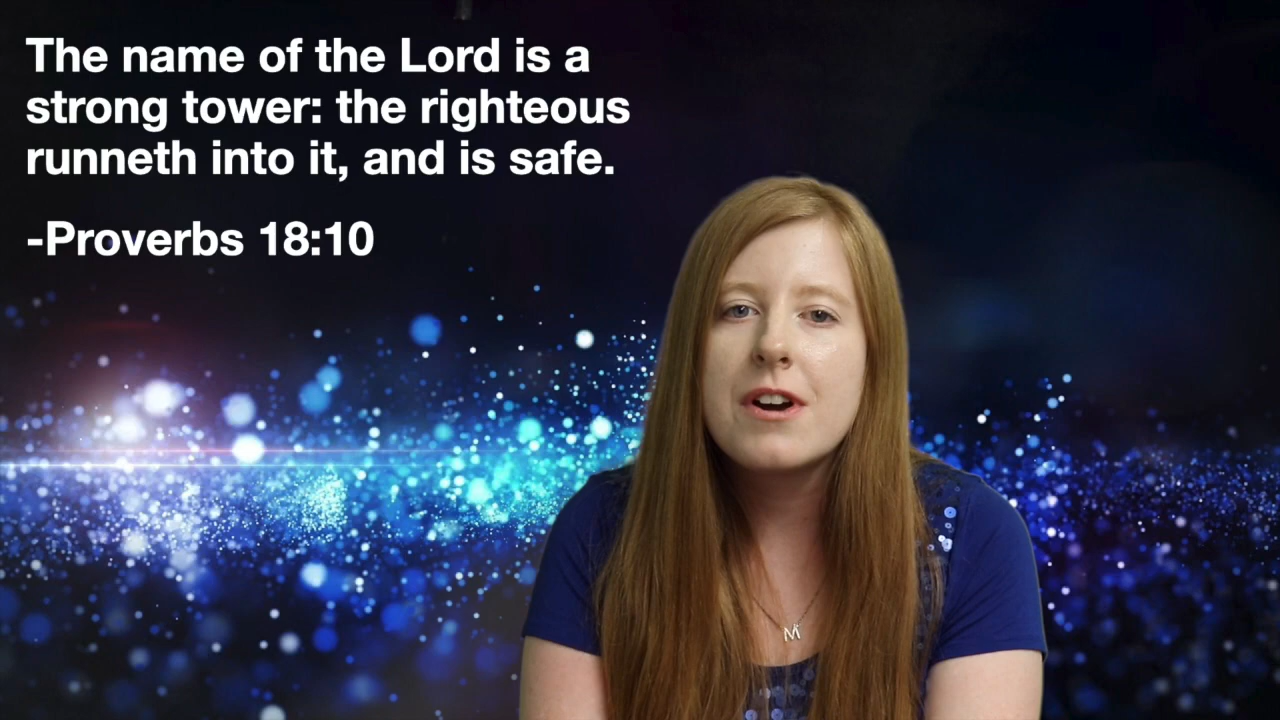 The name of the Lord is a
strong tower: the righteous
runneth into it, and is safe.
-Proverbs 18:10
M